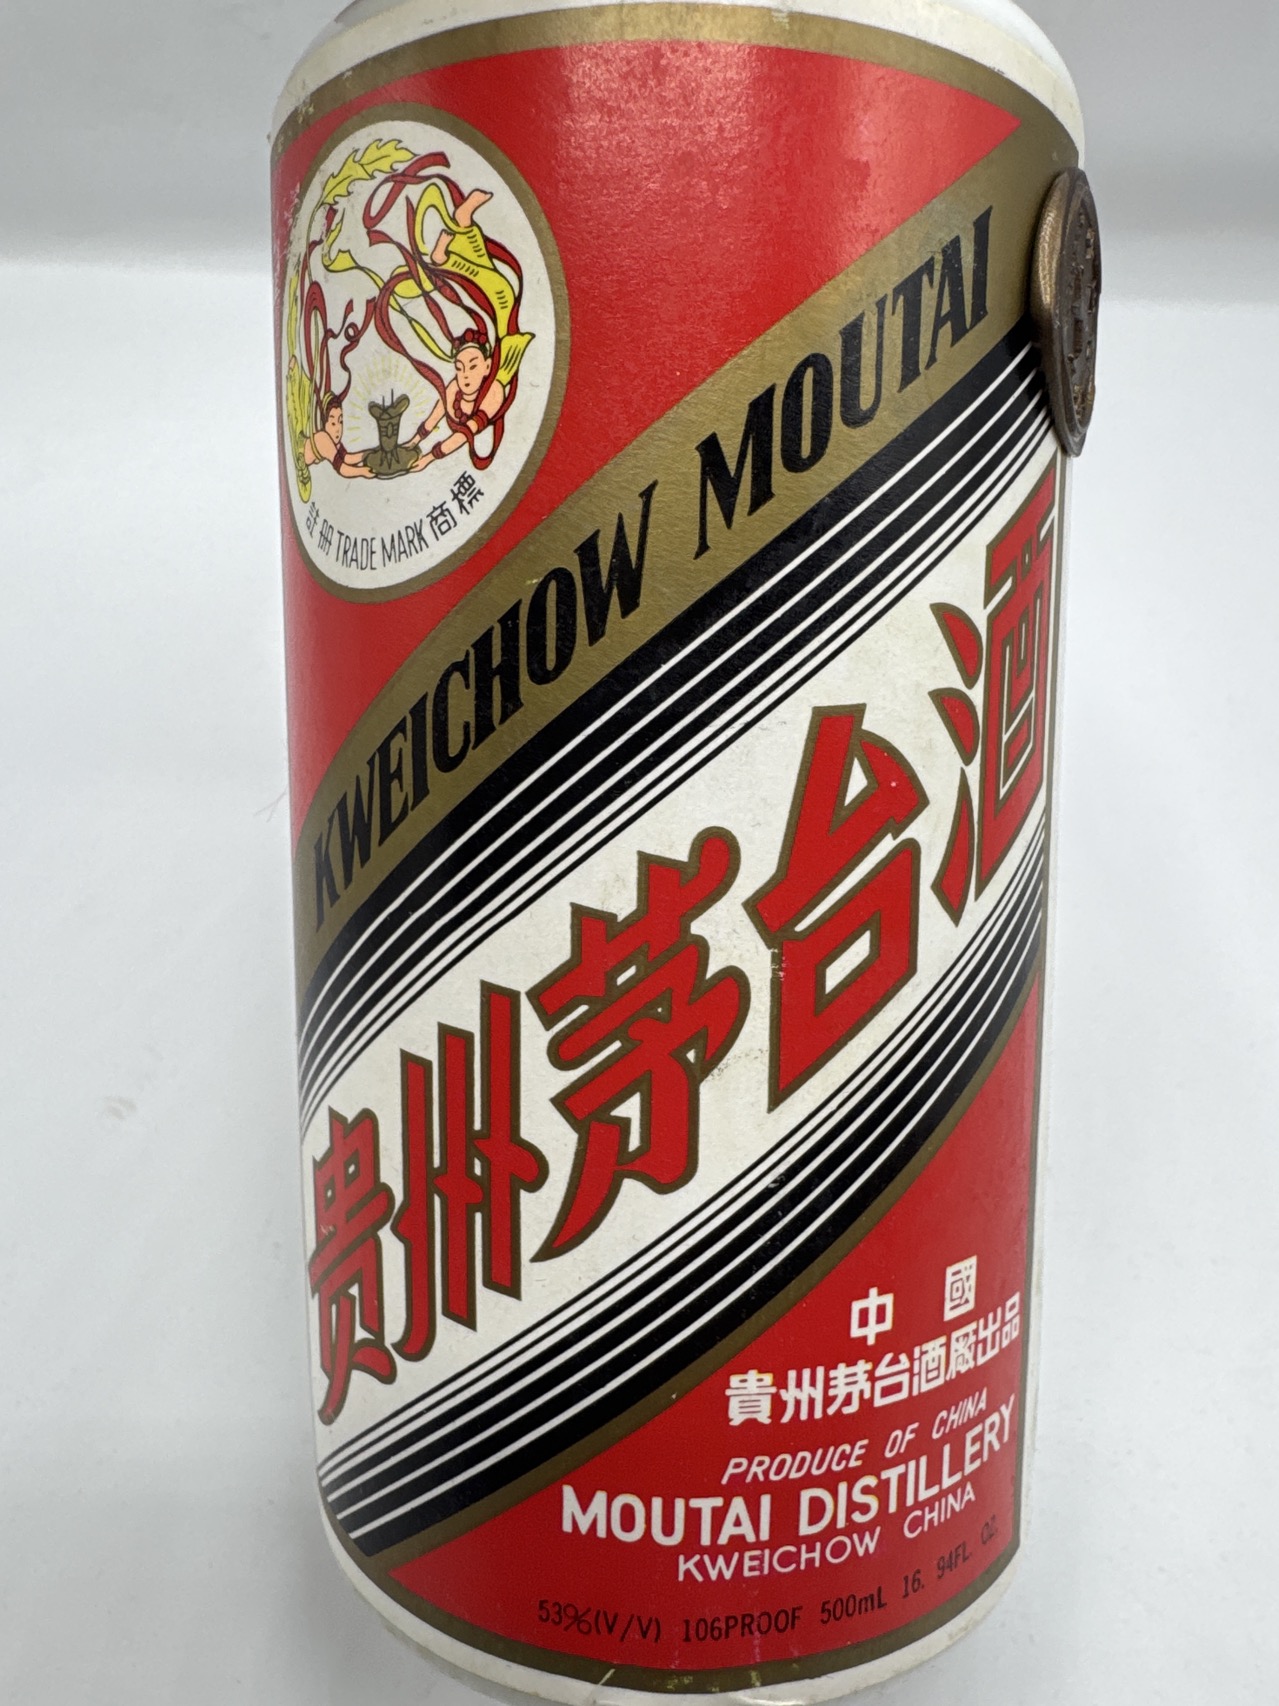 註冊 TRADE MARK 商標
KWEICHOW MOUTAI
贵州茅台酒
中國
貴州茅台酒廠出品
PRODUCE OF CHINA
MOUTAI DISTILLERY
KWEICHOW CHINA
53%(V/V) 106PROOF 500mL 16.94FL. OZ.